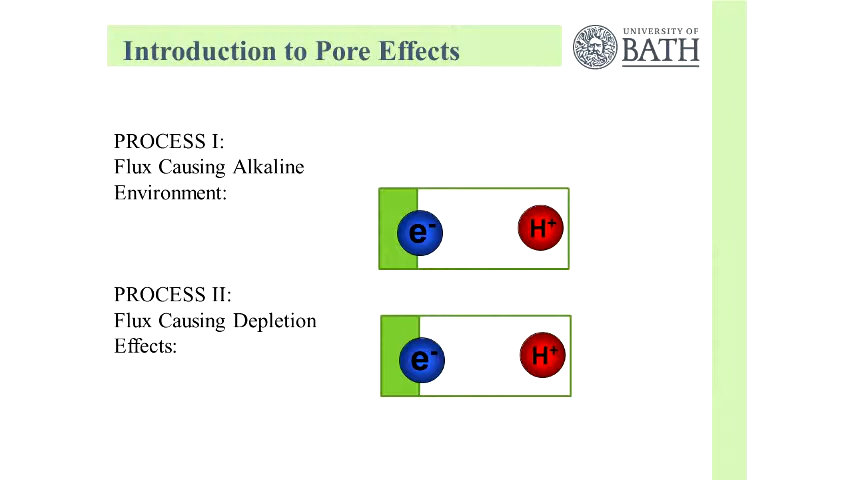 Introduction to Pore Effects
UNIVERSITY OF
BATH
PROCESS I:
Flux Causing Alkaline
Environment:
e-
H+
PROCESS II:
Flux Causing Depletion
Effects:
e-
H+